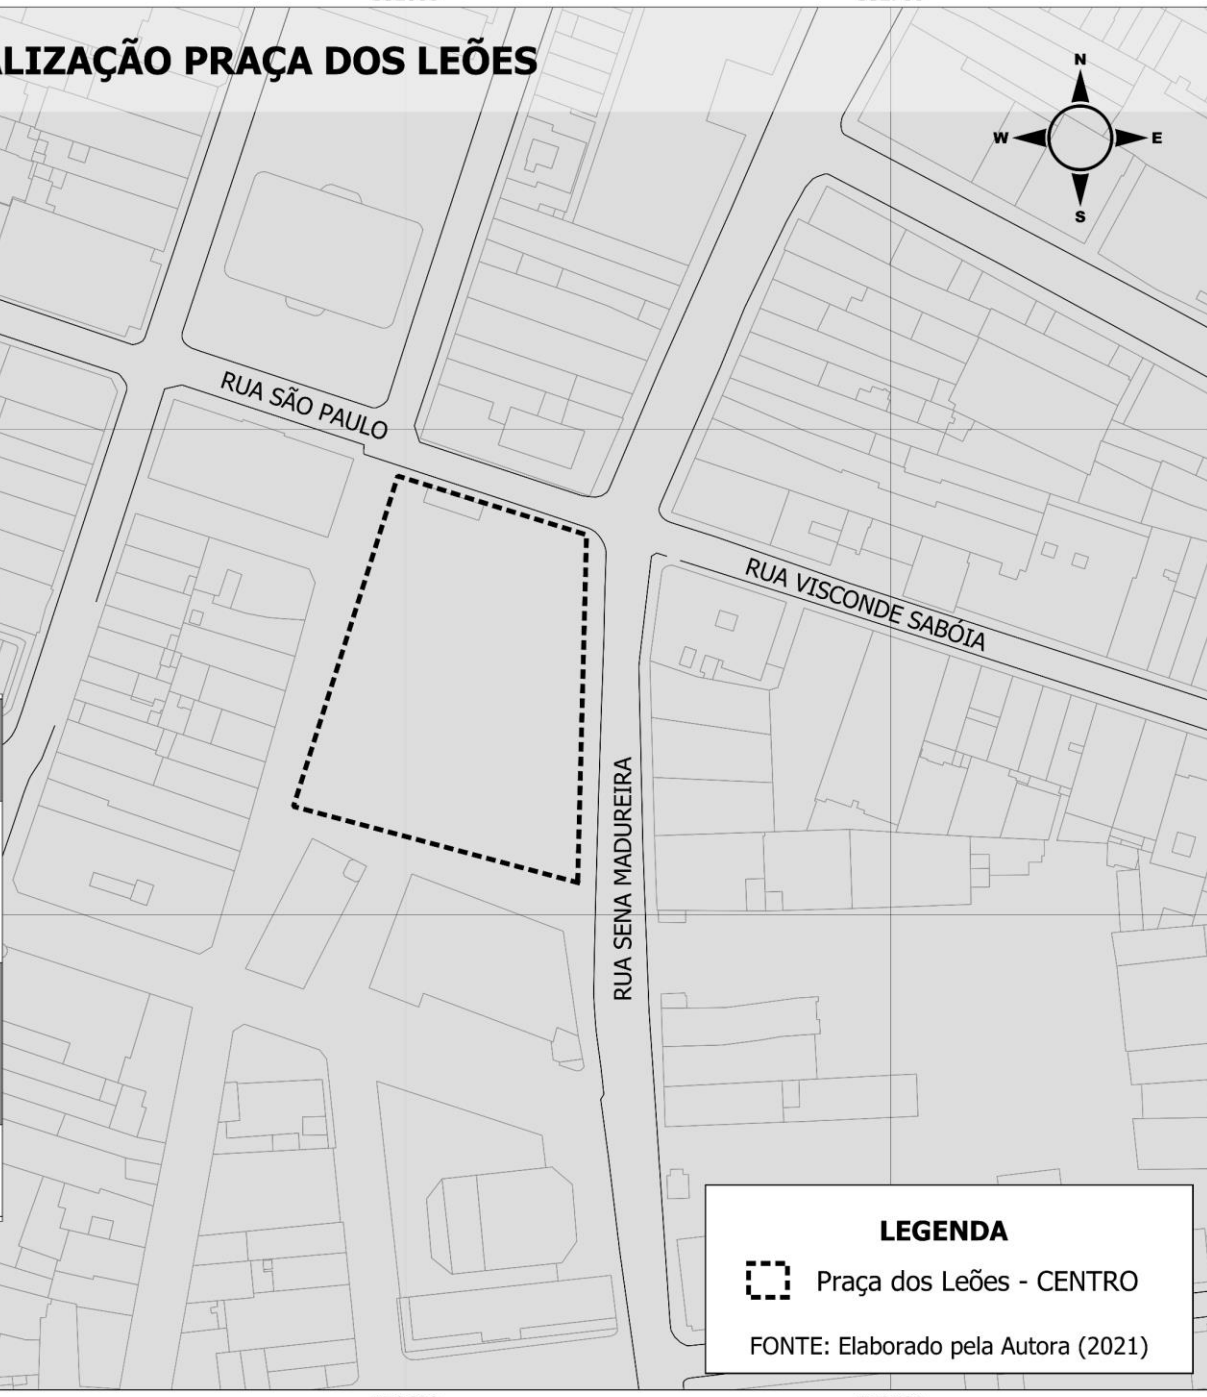 ALIZAÇÃO PRAÇA DOS LEÕES
N
W E
S
RUA SÃO PAULO
RUA VISCONDE SABÓIA
RUA SENA MADUREIRA
LEGENDA
Praça dos Leões - CENTRO
FONTE: Elaborado pela Autora (2021)